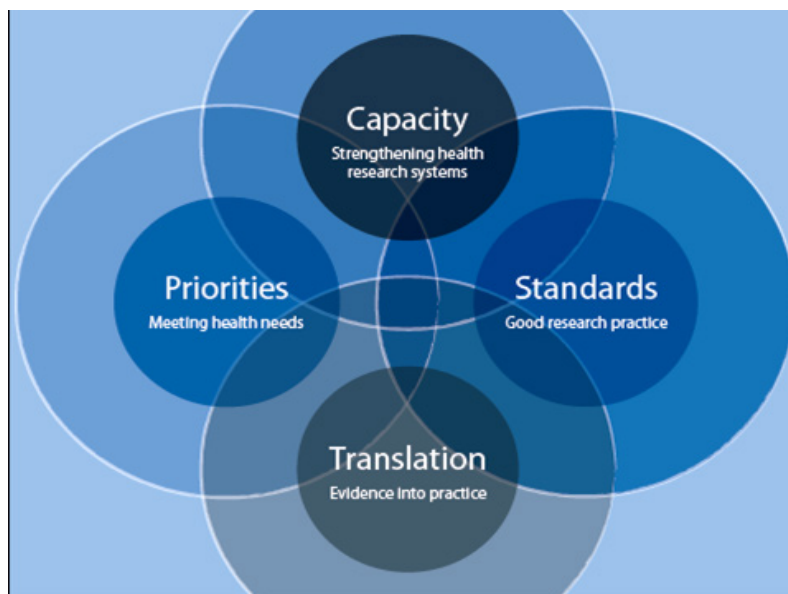 Capacity
Strengthening health
research systems
Priorities
Meeting health needs
Standards
Good research practice
Translation
Evidence into practice